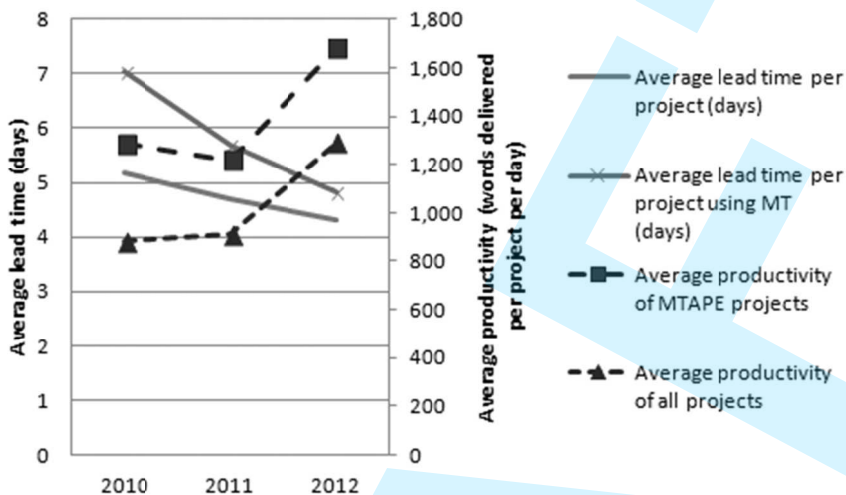 8
7
6
5
4
3
2
1
0
Average lead time (days)
2010 2011 2012
1,800
1,600
1,400
1,200
1,000
800
600
400
200
0
Average productivity (words delivered
per project per day)
Average lead time per
project (days)
Average lead time per
project using MT
(days)
Average productivity
of MTAPE projects
Average productivity
of all projects